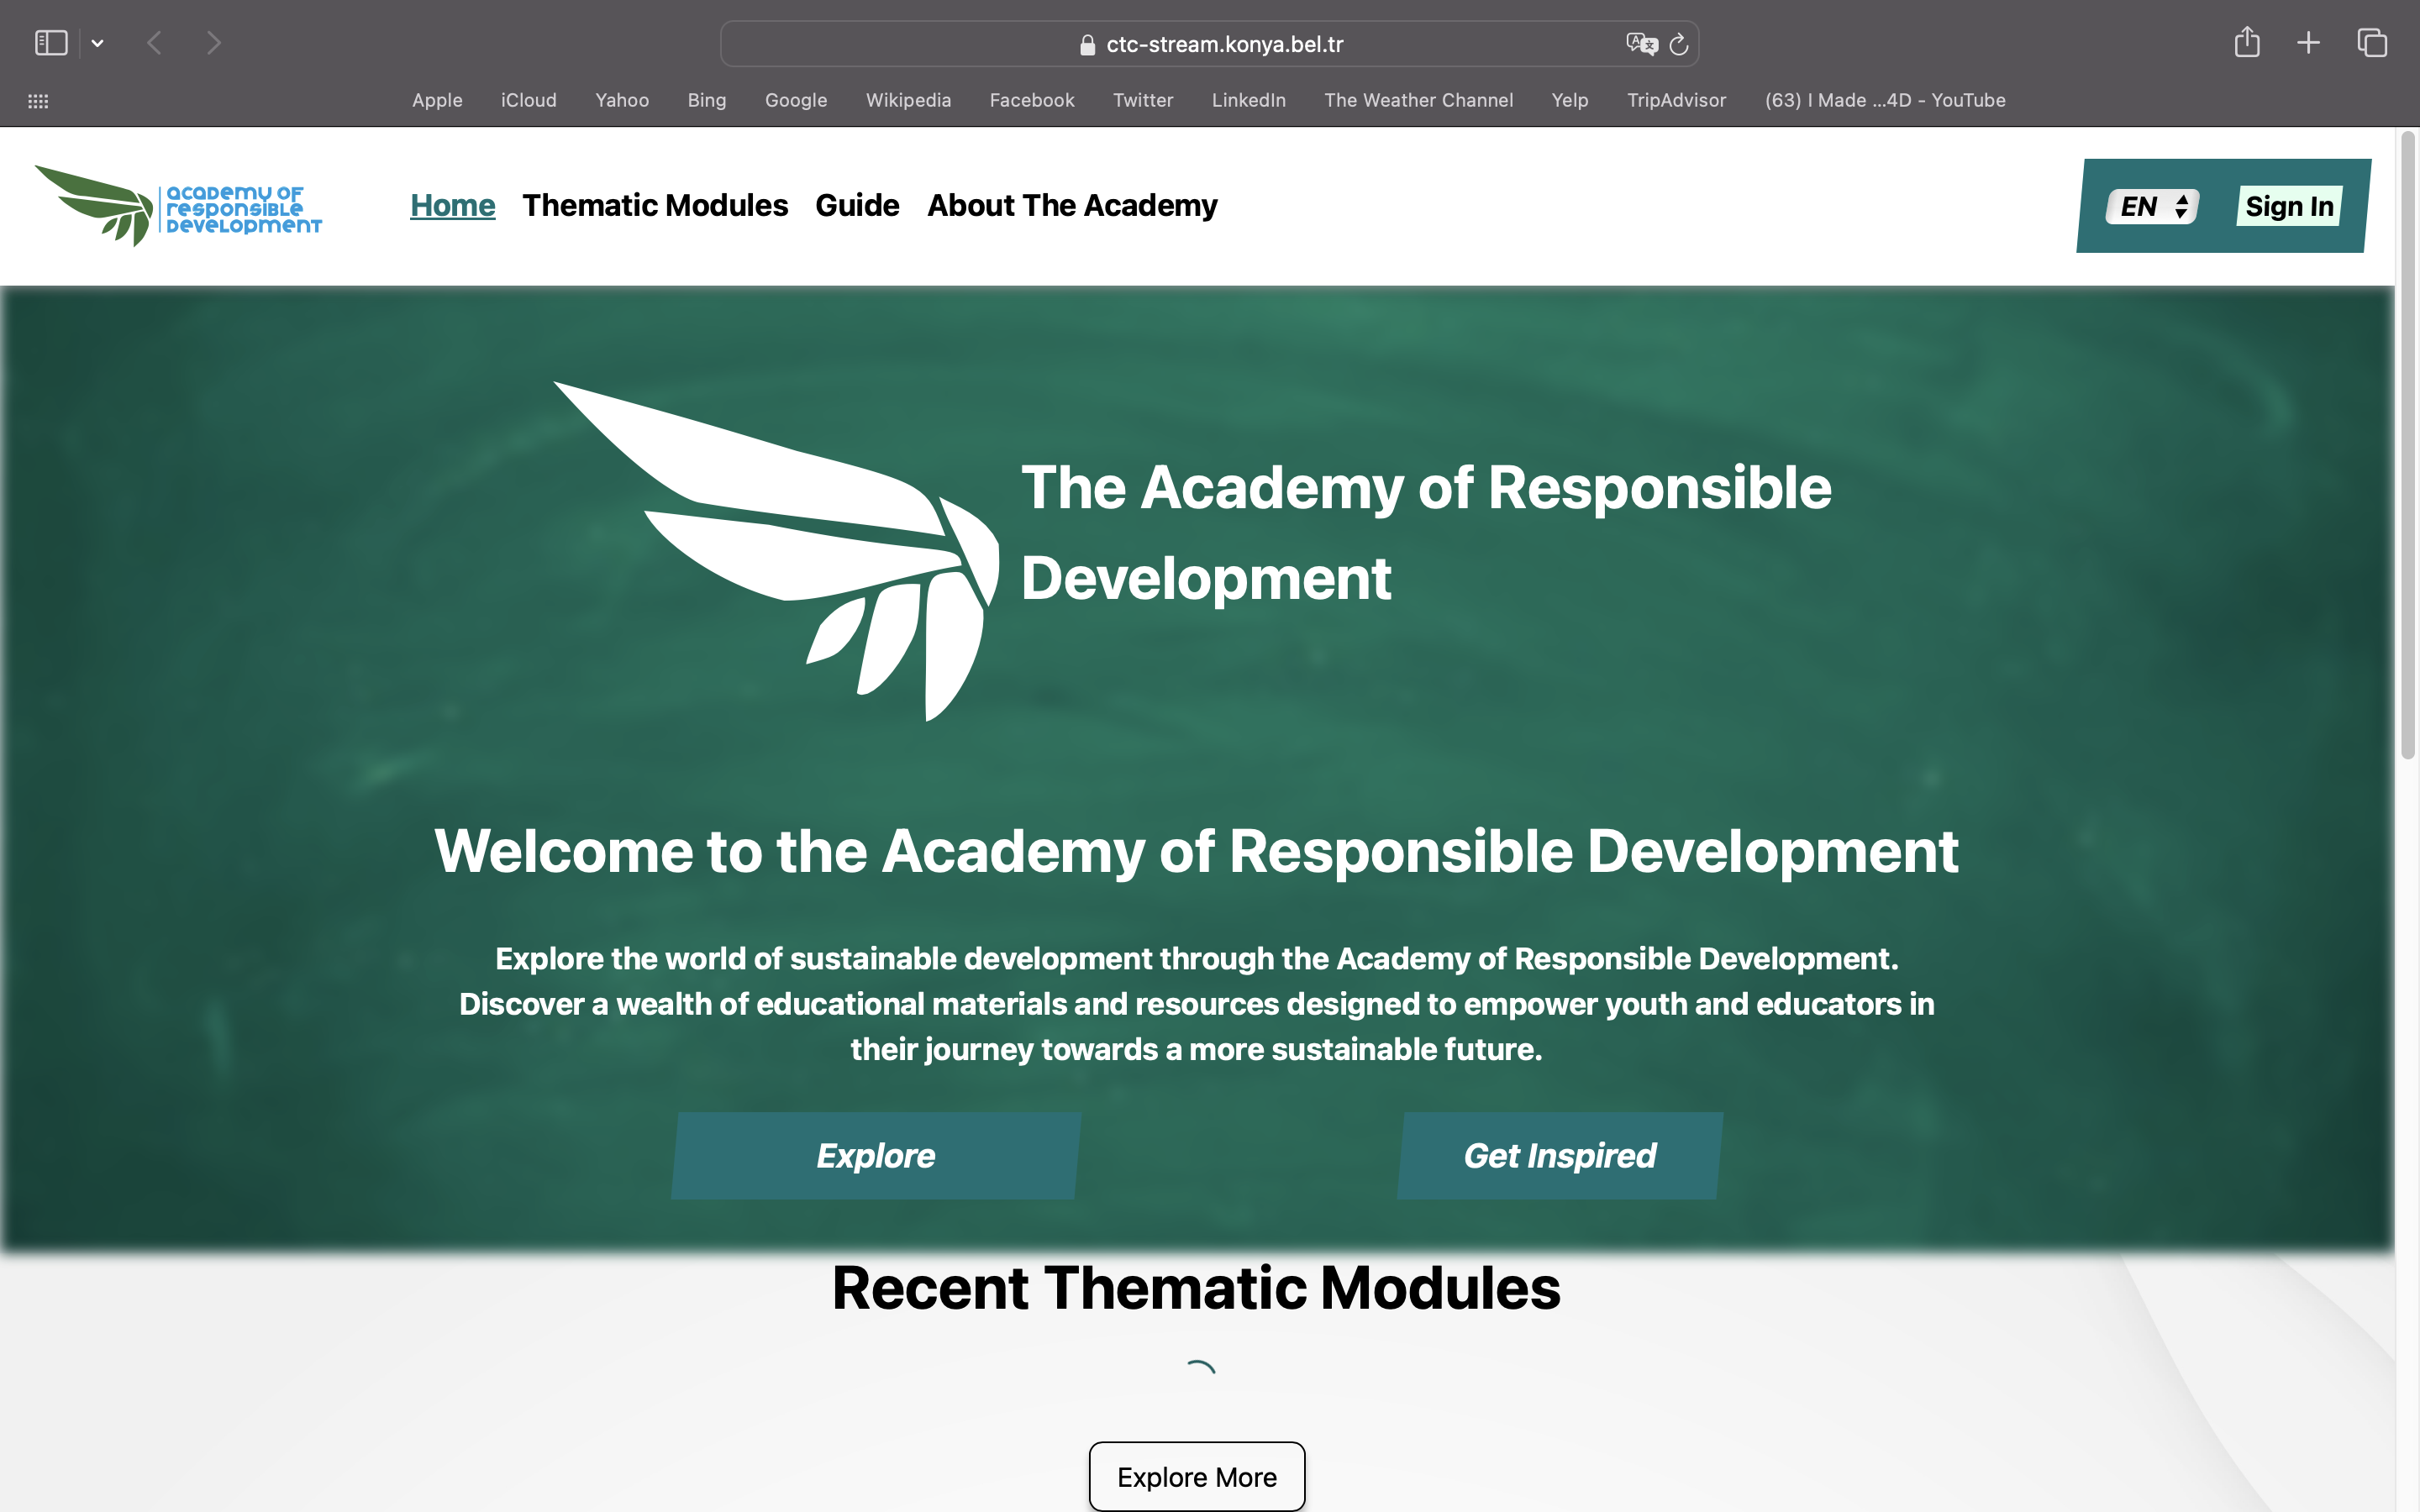 ctc-stream.konya.bel.tr
Apple iCloud Yahoo Bing Google Wikipedia Facebook Twitter LinkedIn The Weather Channel Yelp TripAdvisor (63) I Made ...4D - YouTube
academy of
responsible
development
Home Thematic Modules Guide About The Academy
EN Sign In
The Academy of Responsible
Development
Welcome to the Academy of Responsible Development
Explore the world of sustainable development through the Academy of Responsible Development.
Discover a wealth of educational materials and resources designed to empower youth and educators in
their journey towards a more sustainable future.
Explore Get Inspired
Recent Thematic Modules
Explore More